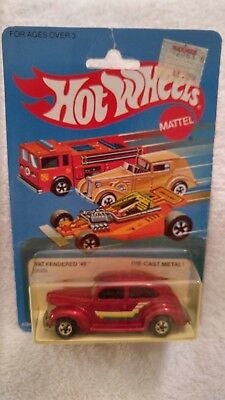 FOR AGES OVER 3
HOT WHEELS
MATTEL
FAT FENDERED '40
DIE-CAST METAL